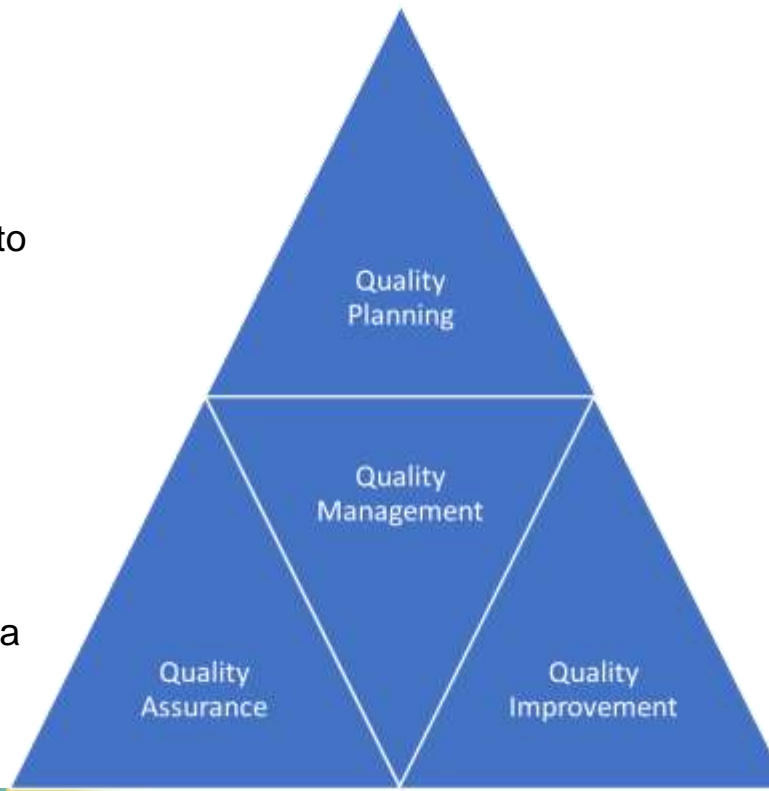 to
Quality
Planning
Quality
Management
a
Quality
Assurance
Quality
Improvement